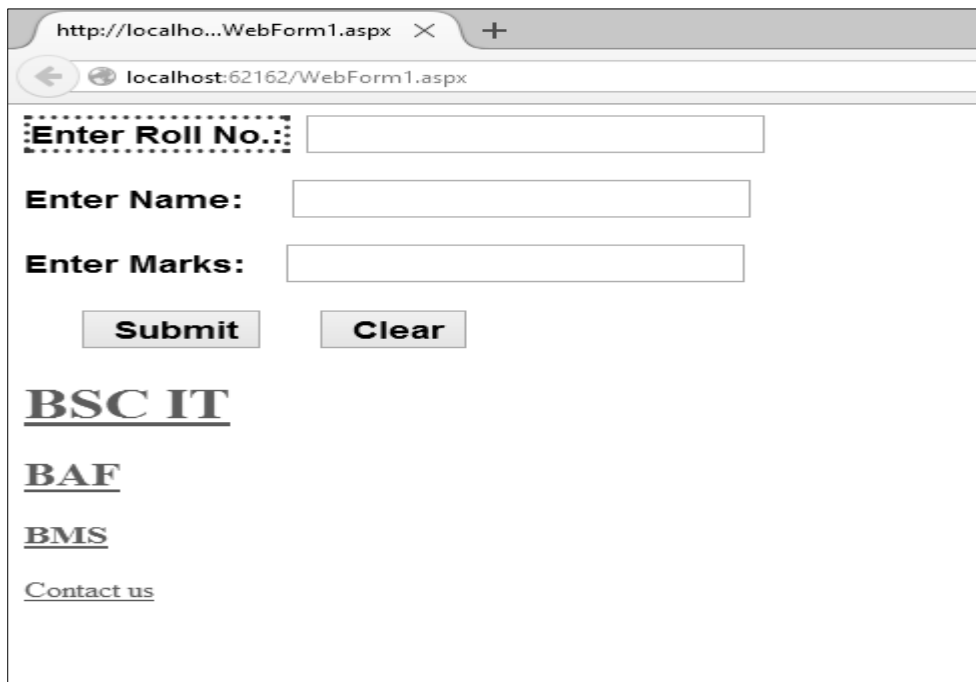 http://localho...WebForm1.aspx
localhost:62162/WebForm1.aspx
Enter Roll No.:
Enter Name:
Enter Marks:
Submit Clear
BSC IT
BAF
BMS
Contact us